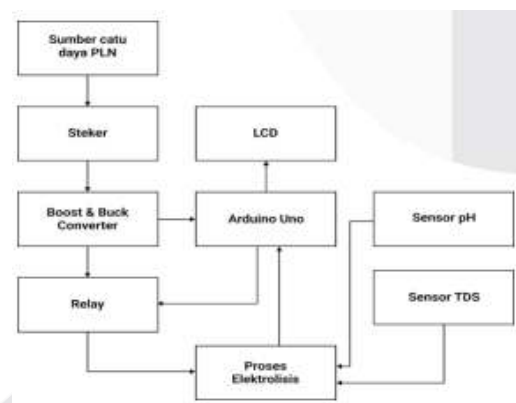 Sumber catu
daya PLN
Steker
LCD
Boost & Buck
Converter
Arduino Uno
Sensor pH
Relay
Sensor TDS
Proses
Elektrolisis